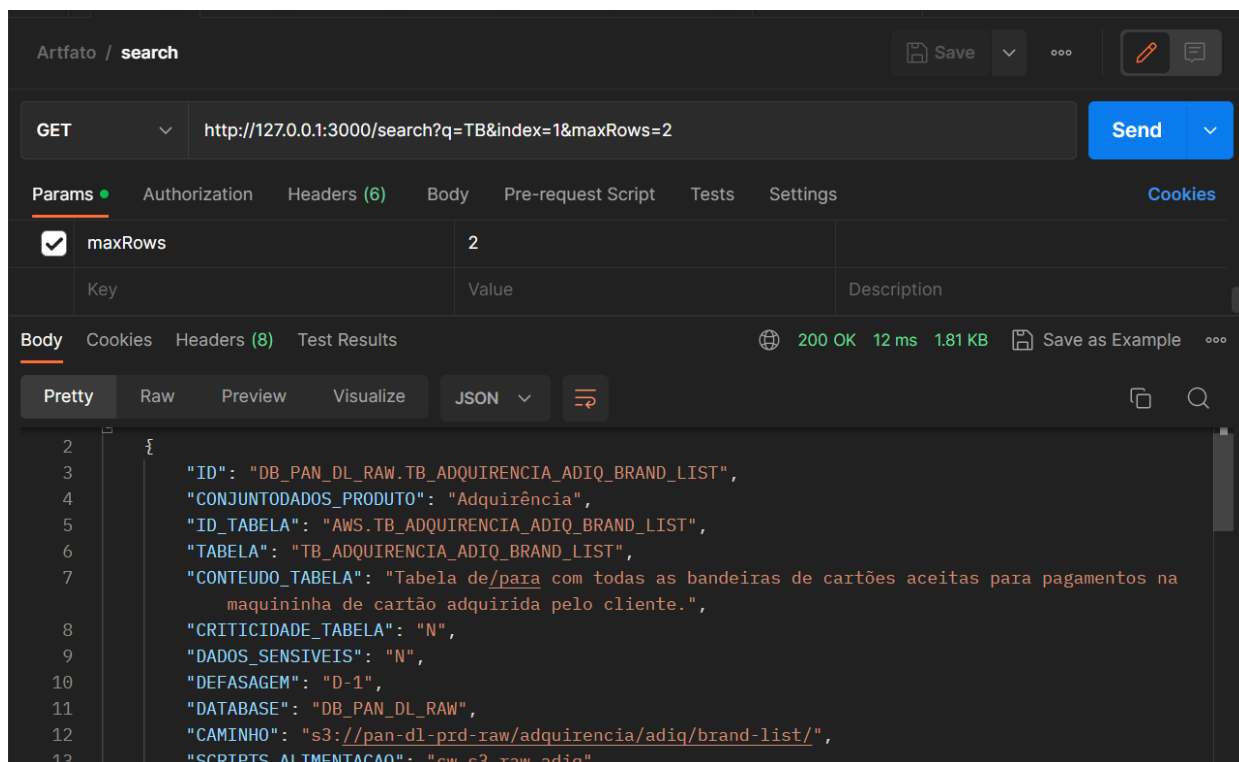 Artfato / search
Save
GET
http://127.0.0.1:3000/search?q=TB&index=1&maxRows=2
Send
Params
Authorization
Headers (6)
Body
Pre-request Script
Tests
Settings
Cookies
maxRows
2
Key
Value
Description
Body
Cookies
Headers (8)
Test Results
200 OK
12 ms
1.81 KB
Save as Example
Pretty
Raw
Preview
Visualize
JSON
2 {
3 "ID": "DB_PAN_DL_RAW.TB_ADQUIRENCIA_ADIQ_BRAND_LIST",
4 "CONJUNTODADOS_PRODUTO": "Adquirência",
5 "ID_TABELA": "AWS.TB_ADQUIRENCIA_ADIQ_BRAND_LIST",
6 "TABELA": "TB_ADQUIRENCIA_ADIQ_BRAND_LIST",
7 "CONTEUDO_TABELA": "Tabela de/para com todas as bandeiras de cartões aceitas para pagamentos na
maquininha de cartão adquirida pelo cliente.",
8 "CRITICIDADE_TABELA": "N",
9 "DADOS_SENSIVEIS": "N",
10 "DEFASAGEM": "D-1",
11 "DATABASE": "DB_PAN_DL_RAW",
12 "CAMINHO": "s3://pan-dl-prd-raw/adquirencia/adiq/brand-list/",
13 "SCRIPTS_ALIMENTACAO": "cw_s3_raw_adiq"